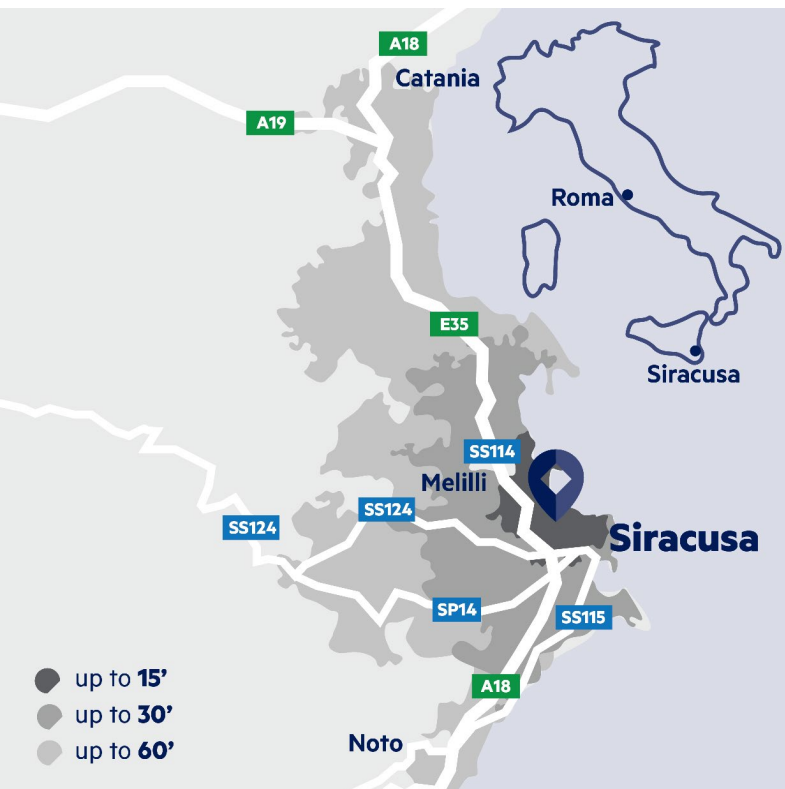 A18
Catania
A19
Roma
E35
Siracusa
SS114
Melilli
SS124
SS124
Siracusa
SP14
SS115
up to 15’
A18
up to 30’
Noto
up to 60’